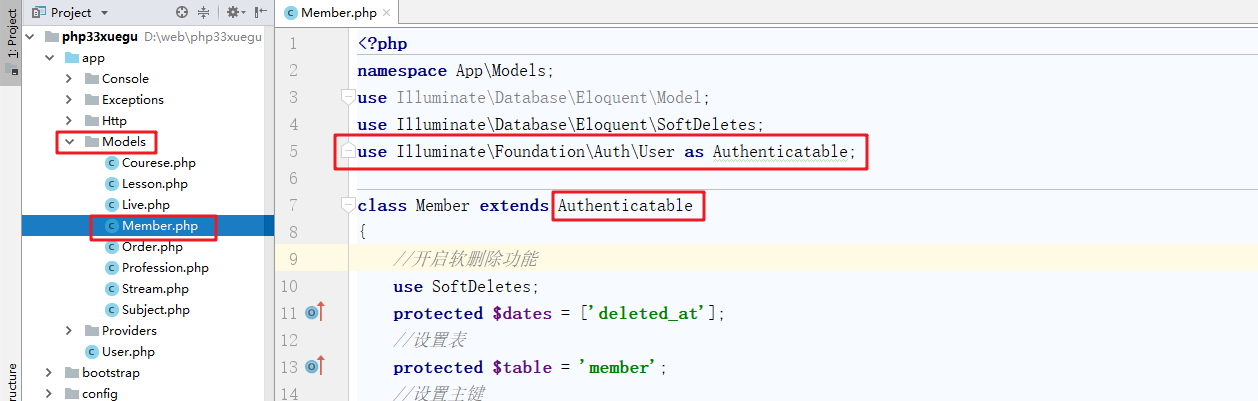 1: Project
ructure
Project
php33xuegu D:\web\php33xuegu
app
Console
Exceptions
Http
Models
Courese.php
Lesson.php
Live.php
Member.php
Order.php
Profession.php
Stream.php
Subject.php
Providers
User.php
bootstrap
config
Member.php
1 <?php
2 namespace App\Models;
3 use Illuminate\Database\Eloquent\Model;
4 use Illuminate\Database\Eloquent\SoftDeletes;
5 use Illuminate\Foundation\Auth\User as Authenticatable;
6
7 class Member extends Authenticatable
8 {
9 //开启软删除功能
10 use SoftDeletes;
11 protected $dates = ['deleted_at'];
12 //设置表
13 protected $table = 'member';
14 //设置主键